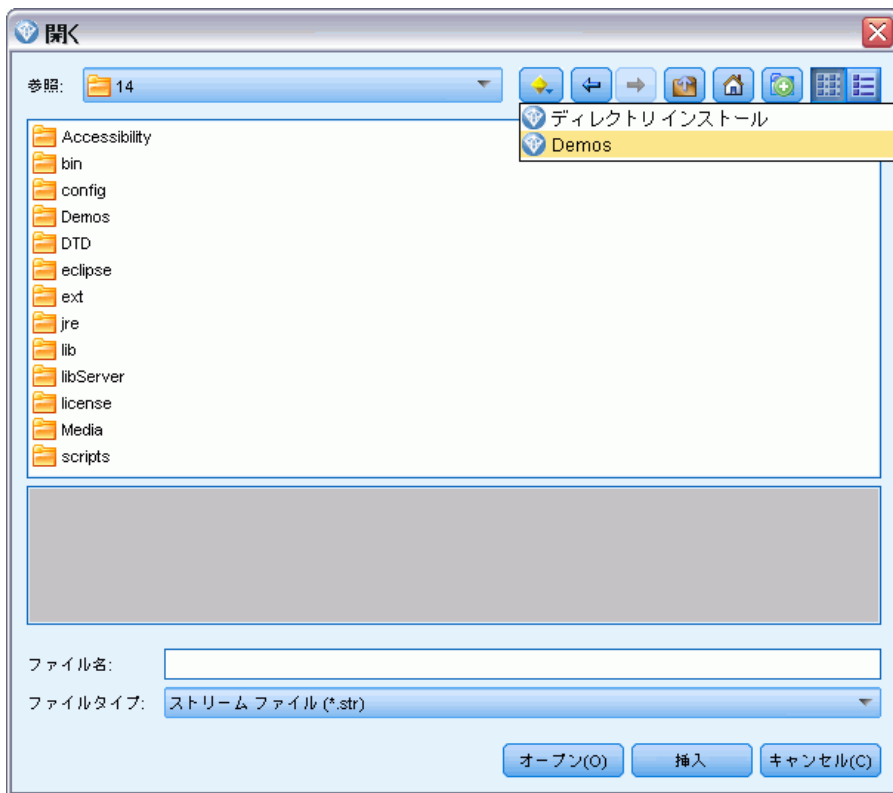 開く
参照: 14
ディレクトリ インストール
Demos
Accessibility
bin
config
Demos
DTD
eclipse
ext
jre
lib
libServer
license
Media
scripts
ファイル名:
ファイルタイプ: ストリーム ファイル (*.str)
オープン(O) 挿入 キャンセル(C)